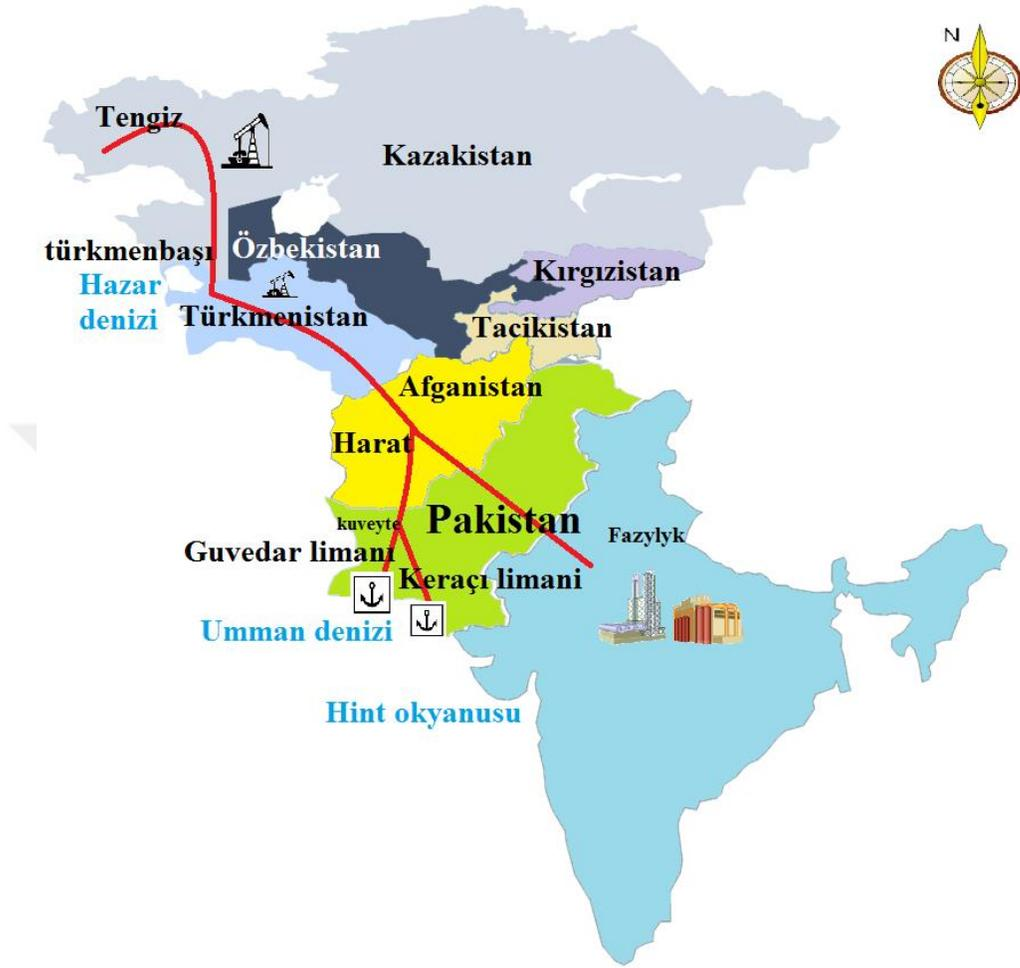 N
Tengiz
Kazakistan
türkmenbaşı
Özbekistan
Kırgızistan
Hazar
denizi
Türkmenistan
Tacikistan
Afganistan
Harat
kuveyte
Pakistan
Fazylyk
Guvedar limani
Keraçı limani
Umman denizi
Hint okyanusu